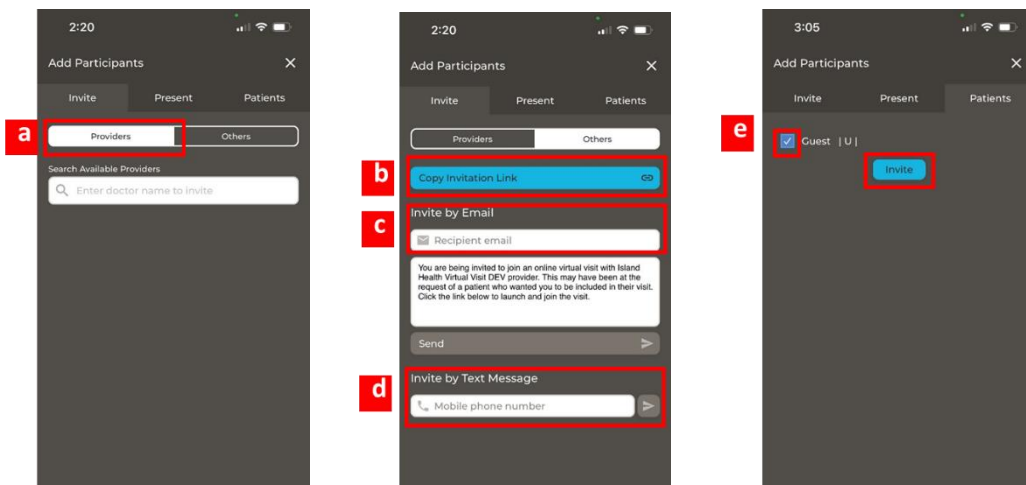 2:20
Add Participants
Invite Present Patients
a
Providers Others
Search Available Providers
Enter doctor name to invite
2:20
Add Participants
Invite Present Patients
Providers Others
b
Copy Invitation Link
Invite by Email
c
Recipient email
You are being invited to join an online virtual visit with Island
Health Virtual Visit DEV provider. This may have been at the
request of a patient who wanted you to be included in their visit.
Click the link below to launch and join the visit.
Send
Invite by Text Message
d
Mobile phone number
3:05
Add Participants
Invite Present Patients
e
Guest | U |
Invite